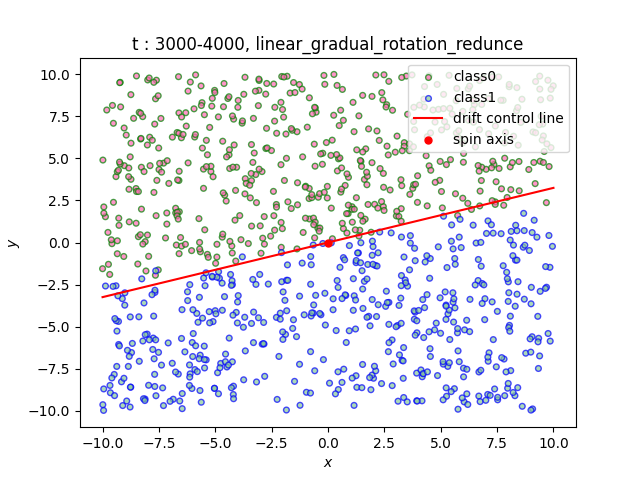 t : 3000-4000, linear_gradual_rotation_redunce
class0
class1
drift control line
spin axis
10.0
7.5
5.0
2.5
0.0
−2.5
−5.0
−7.5
−10.0
y
−10.0 −7.5 −5.0 −2.5 0.0 2.5 5.0 7.5 10.0
x